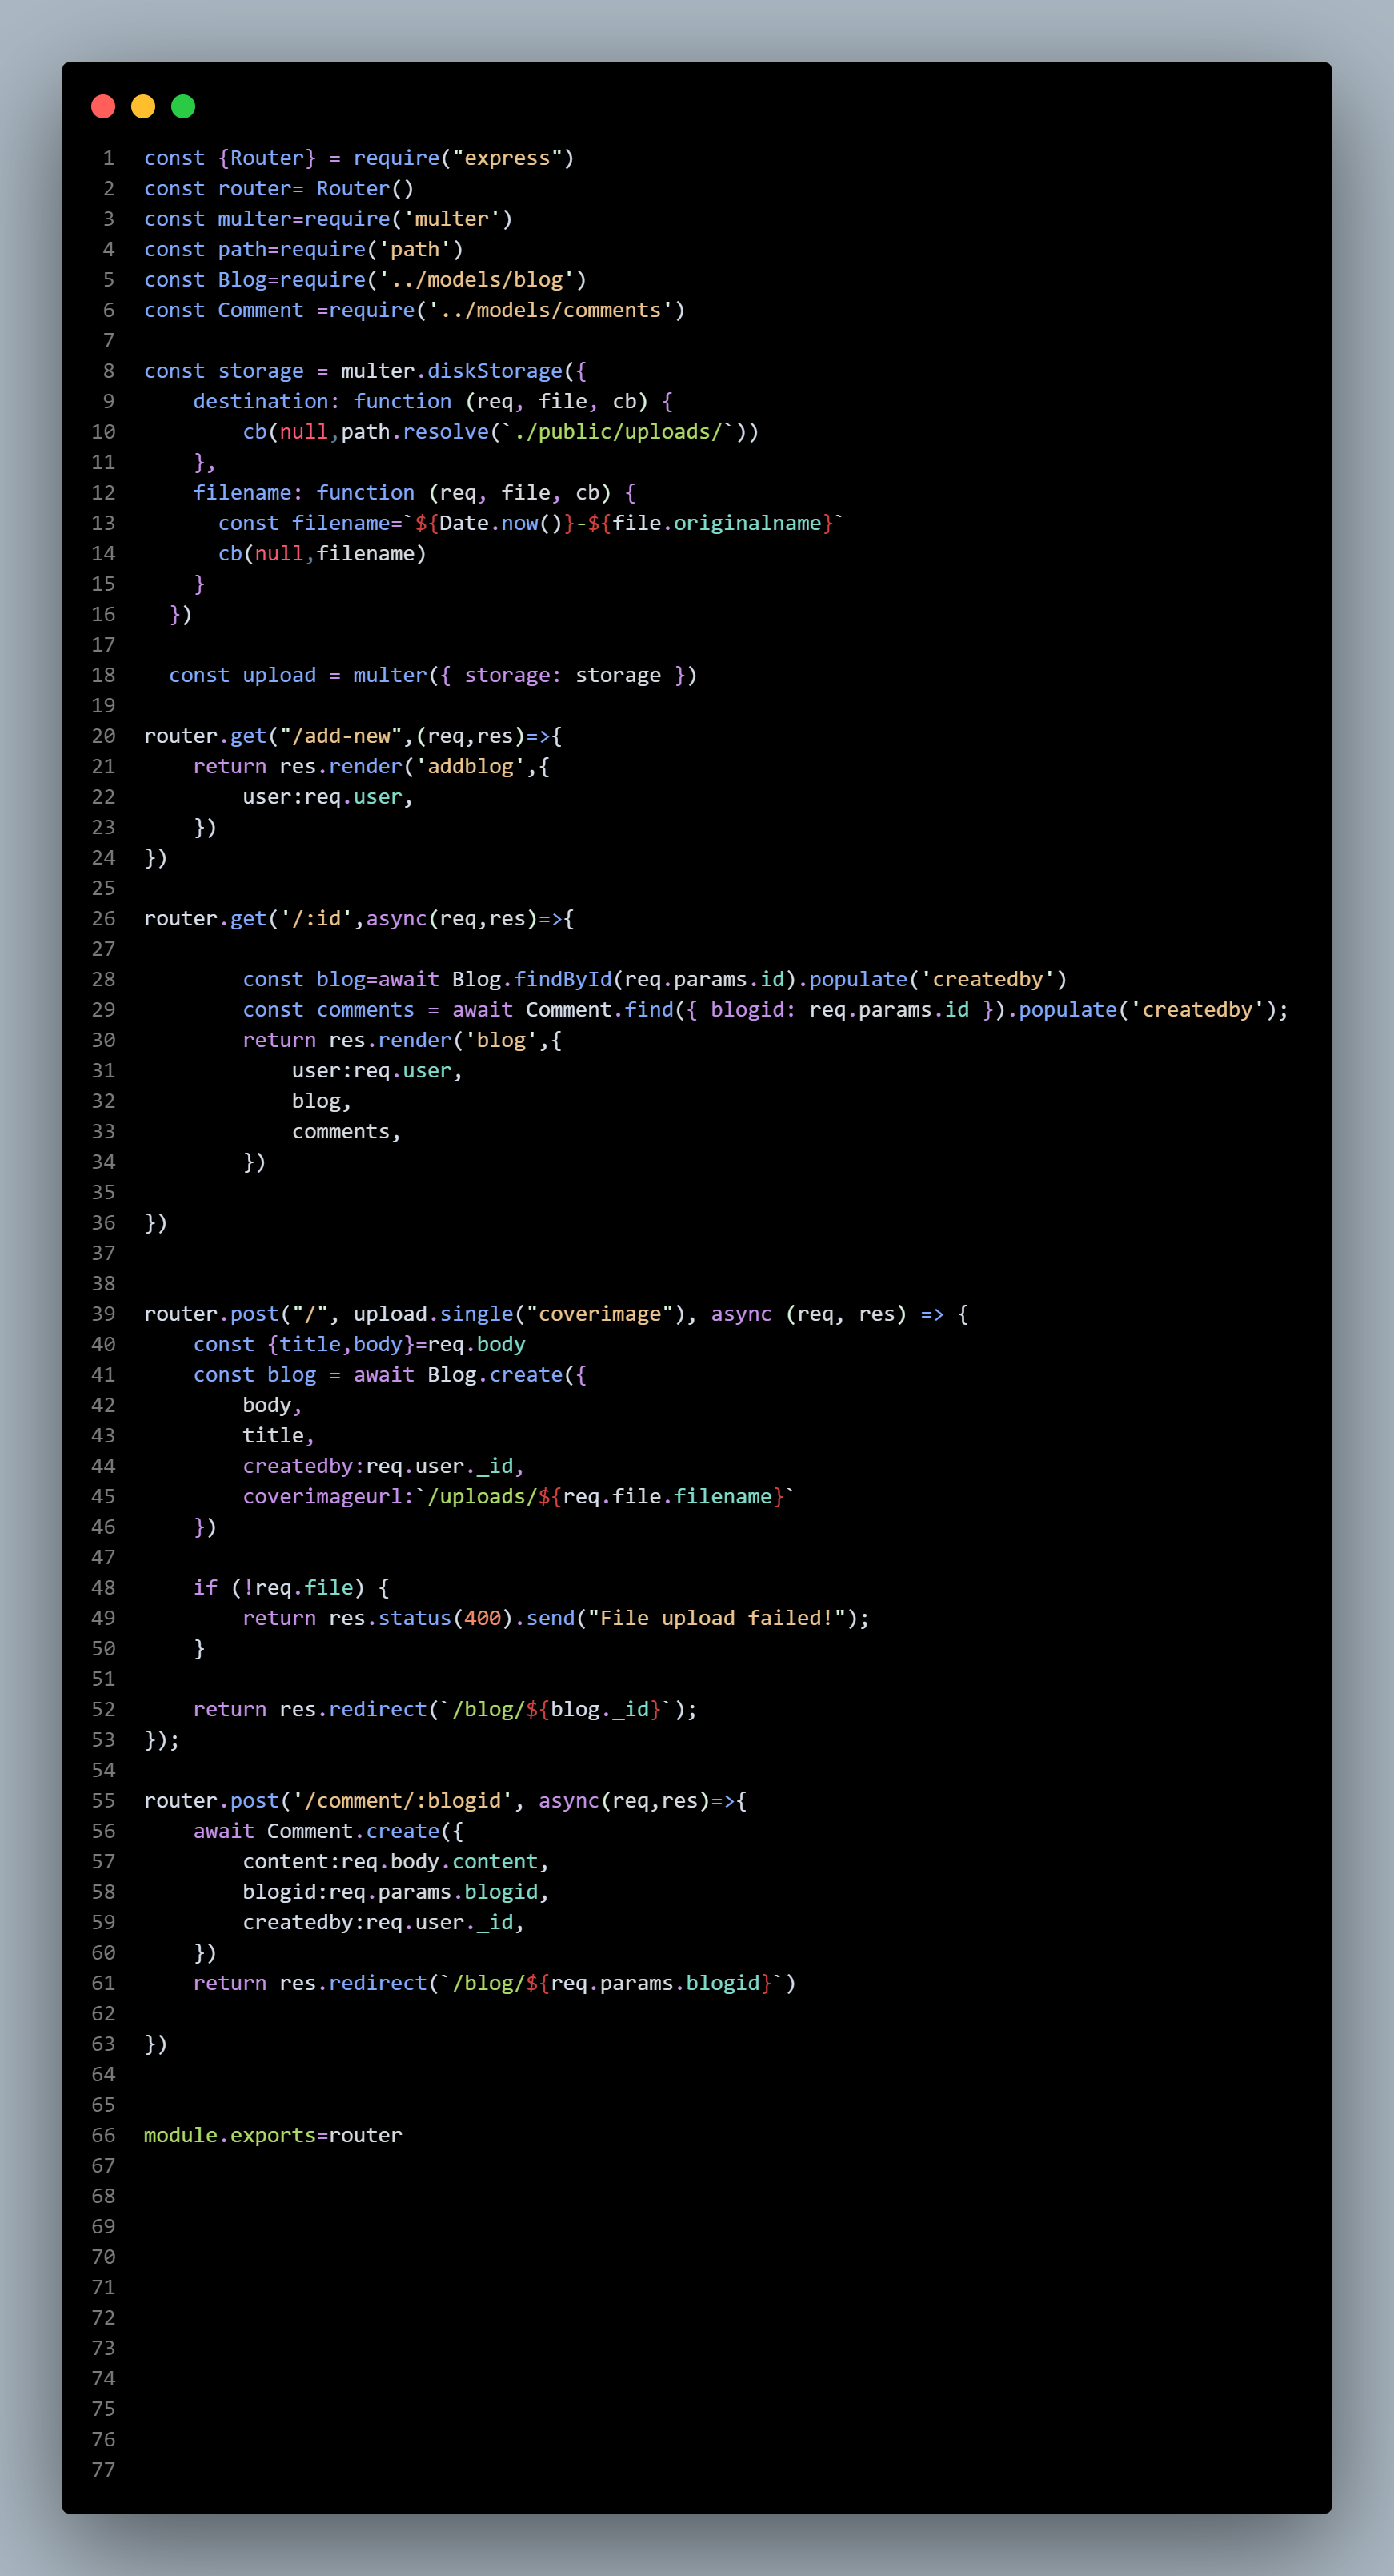 1 const {Router} = require("express")
2 const router= Router()
3 const multer=require('multer')
4 const path=require('path')
5 const Blog=require('../models/blog')
6 const Comment =require('../models/comments')
7
8 const storage = multer.diskStorage({
9     destination: function (req, file, cb) {
10         cb(null,path.resolve(`./public/uploads/`))
11     },
12     filename: function (req, file, cb) {
13       const filename=`${Date.now()}-${file.originalname}`
14       cb(null,filename)
15     }
16   })
17
18   const upload = multer({ storage: storage })
19
20 router.get("/add-new",(req,res)=>{
21     return res.render('addblog',{
22         user:req.user,
23     })
24 })
25
26 router.get('/:id',async(req,res)=>{
27
28         const blog=await Blog.findById(req.params.id).populate('createdby')
29         const comments = await Comment.find({ blogid: req.params.id }).populate('createdby');
30         return res.render('blog',{
31             user:req.user,
32             blog,
33             comments,
34         })
35
36 })
37
38
39 router.post("/", upload.single("coverimage"), async (req, res) => {
40     const {title,body}=req.body
41     const blog = await Blog.create({
42         body,
43         title,
44         createdby:req.user._id,
45         coverimageurl:`/uploads/${req.file.filename}`
46     })
47
48     if (!req.file) {
49         return res.status(400).send("File upload failed!");
50     }
51
52     return res.redirect(`/blog/${blog._id}`);
53 });
54
55 router.post('/comment/:blogid', async(req,res)=>{
56     await Comment.create({
57         content:req.body.content,
58         blogid:req.params.blogid,
59         createdby:req.user._id,
60     })
61     return res.redirect(`/blog/${req.params.blogid}`)
62
63 })
64
65
66 module.exports=router
67
68
69
70
71
72
73
74
75
76
77